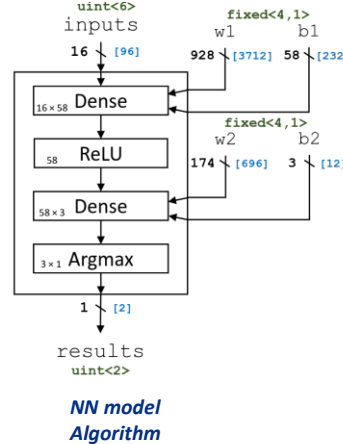 uint<6>
inputs
16 [96]
fixed<4,1>
w1 b1
928 [3712] 58 [232
16 × 58 Dense
58 ReLU
fixed<4,1>
w2 b2
174 [696] 3 [12]
58 × 3 Dense
3 × 1 Argmax
1 [2]
results
uint<2>
NN model
Algorithm